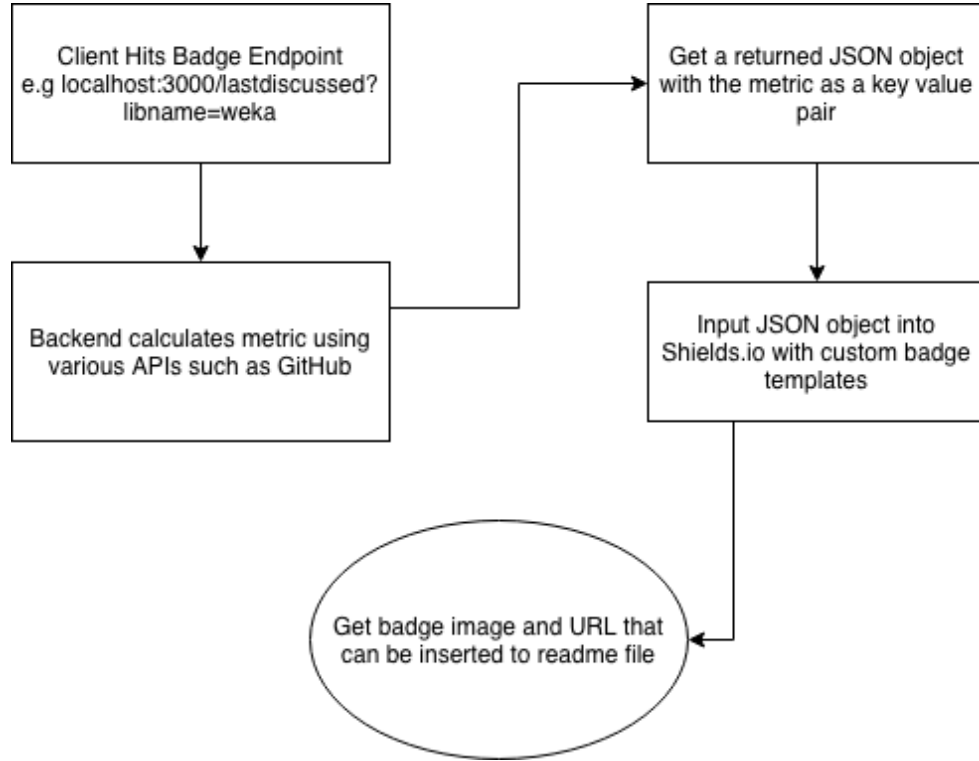 Client Hits Badge Endpoint
e.g localhost:3000/lastdiscussed?
libname=weka
Backend calculates metric using
various APIs such as GitHub
Get a returned JSON object
with the metric as a key value
pair
Input JSON object into
Shields.io with custom badge
templates
Get badge image and URL that
can be inserted to readme file